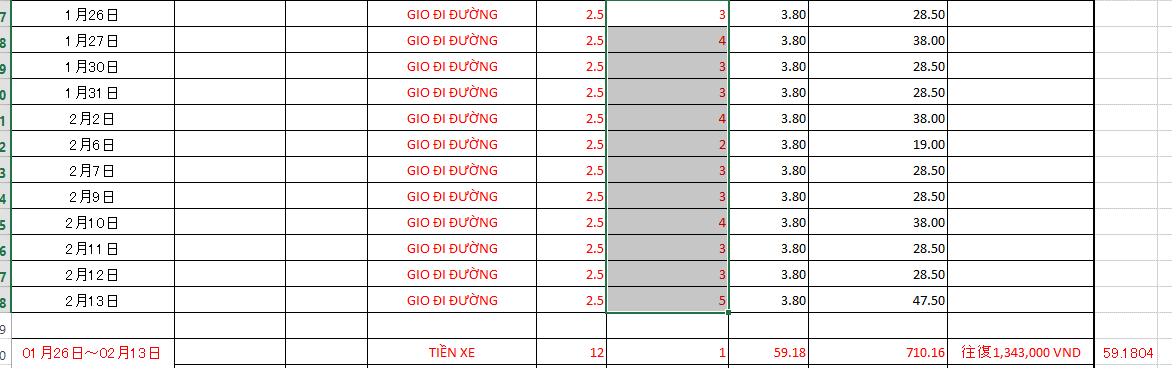 7 1月26日 GIO ĐI ĐƯỜNG 2.5 3 3.80 28.50
8 1月27日 GIO ĐI ĐƯỜNG 2.5 4 3.80 38.00
9 1月30日 GIO ĐI ĐƯỜNG 2.5 3 3.80 28.50
0 1月31日 GIO ĐI ĐƯỜNG 2.5 3 3.80 28.50
1 2月2日 GIO ĐI ĐƯỜNG 2.5 4 3.80 38.00
2 2月6日 GIO ĐI ĐƯỜNG 2.5 2 3.80 19.00
3 2月7日 GIO ĐI ĐƯỜNG 2.5 3 3.80 28.50
4 2月9日 GIO ĐI ĐƯỜNG 2.5 3 3.80 28.50
5 2月10日 GIO ĐI ĐƯỜNG 2.5 4 3.80 38.00
6 2月11日 GIO ĐI ĐƯỜNG 2.5 3 3.80 28.50
7 2月12日 GIO ĐI ĐƯỜNG 2.5 3 3.80 28.50
8 2月13日 GIO ĐI ĐƯỜNG 2.5 5 3.80 47.50
9
0 01月26日～02月13日 TIỀN XE 12 1 59.18 710.16 往復1,343,000 VND 59.1804